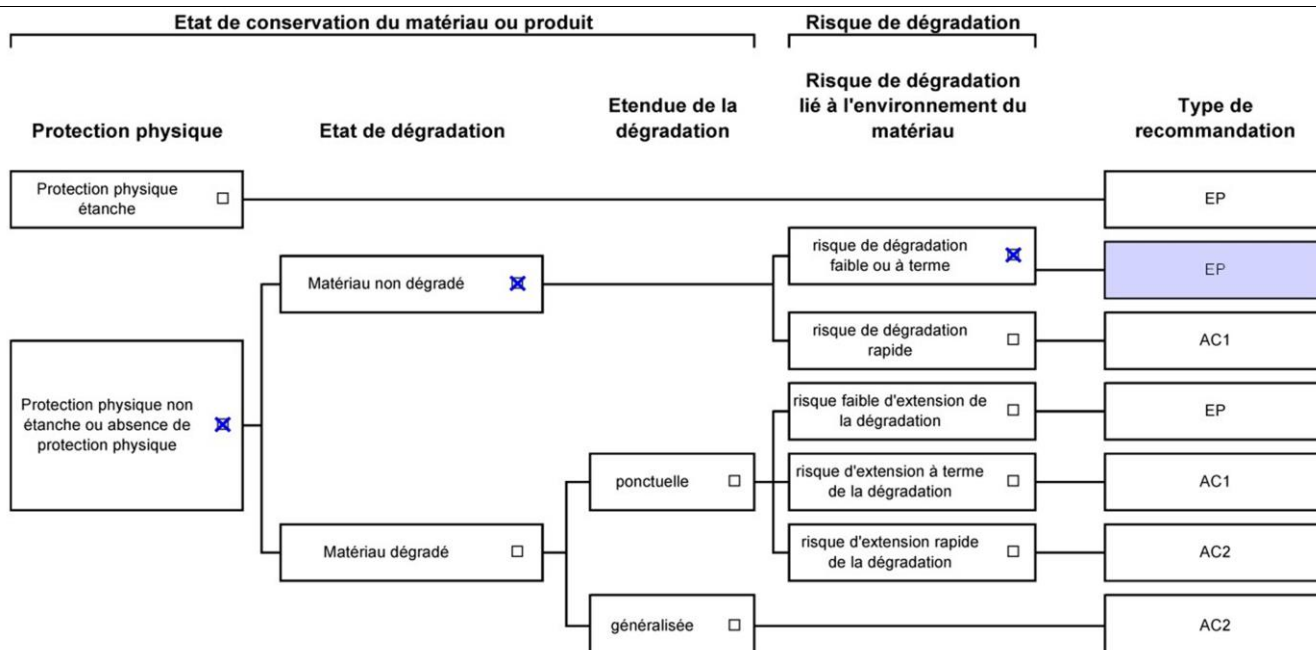 Etat de conservation du matériau ou produit
Risque de dégradation
Protection physique
Etat de dégradation
Etendue de la
dégradation
Risque de dégradation
lié à l'environnement du
matériau
Type de
recommandation
Protection physique
étanche
EP
risque de dégradation
faible ou à terme
EP
Matériau non dégradé
risque de dégradation
rapide
AC1
Protection physique non
étanche ou absence de
protection physique
risque faible d'extension de
la dégradation
EP
ponctuelle
risque d'extension à terme
de la dégradation
AC1
Matériau dégradé
risque d'extension rapide
de la dégradation
AC2
généralisée
AC2